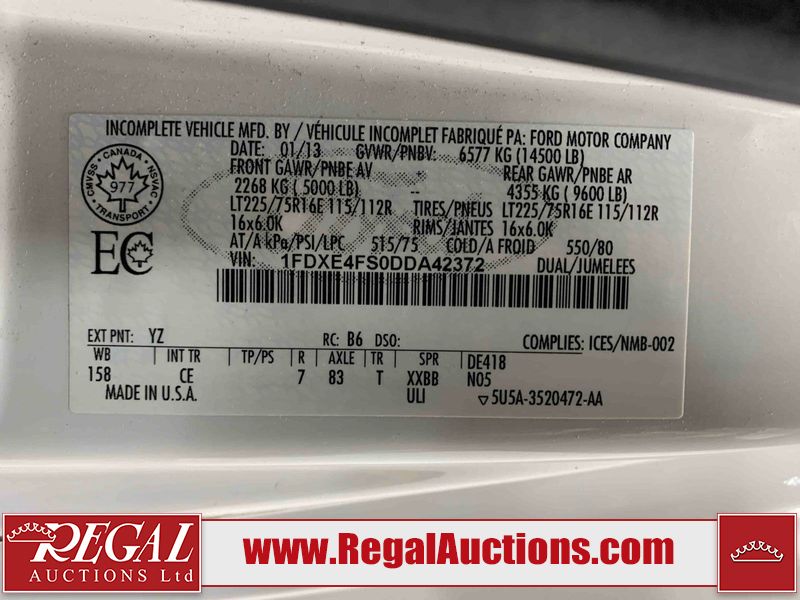 INCOMPLETE VEHICLE MFD. BY / VÉHICULE INCOMPLET FABRIQUÉ PA: FORD MOTOR COMPANY
DATE: 01/13 GVWR/PNBV: 6577 KG (14500 LB)
FRONT GAWR/PNBE AV + REAR GAWR/PNBE AR
2268 KG ( 5000 LB) -- 4355 KG ( 9600 LB)
LT225/75R16E 115/112R TIRES/PNEUS LT225/75R16E 115/112R
16x6.0K RIMS/JANTES 16x6.0K
AT/A kPa/PSI/LPC 515/75 COLD/A FROID 550/80
VIN: 1FDXE4FS0DDA42372 DUAL/JUMELEES
CMVSS · CANADA · NSVAC
977
TRANSPORT
EC
EXT PNT: YZ RC: B6 DSO: COMPLIES: ICES/NMB-002
WB INT TR TP/PS R AXLE TR SPR DE418
158 CE 7 83 T XXBB N05
MADE IN U.S.A. ULI ▽5U5A-3520472-AA
REGAL
AUCTIONS Ltd
www.RegalAuctions.com